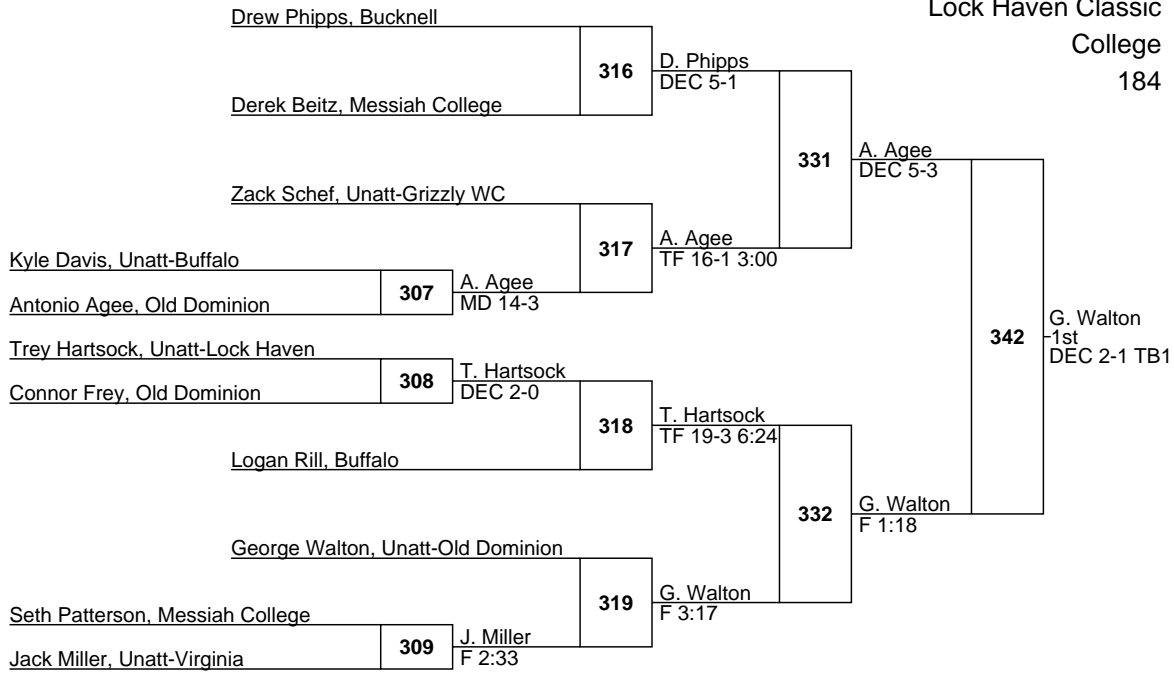 Lock Haven Classic
College
184
Drew Phipps, Bucknell
316
D. Phipps
DEC 5-1
Derek Beitz, Messiah College
331
A. Agee
DEC 5-3
Zack Schef, Unatt-Grizzly WC
317
A. Agee
TF 16-1 3:00
Kyle Davis, Unatt-Buffalo
307
A. Agee
MD 14-3
Antonio Agee, Old Dominion
342
G. Walton
1st
DEC 2-1 TB1
Trey Hartsock, Unatt-Lock Haven
308
T. Hartsock
DEC 2-0
Connor Frey, Old Dominion
318
T. Hartsock
TF 19-3 6:24
Logan Rill, Buffalo
332
G. Walton
F 1:18
George Walton, Unatt-Old Dominion
319
G. Walton
F 3:17
Seth Patterson, Messiah College
309
J. Miller
F 2:33
Jack Miller, Unatt-Virginia